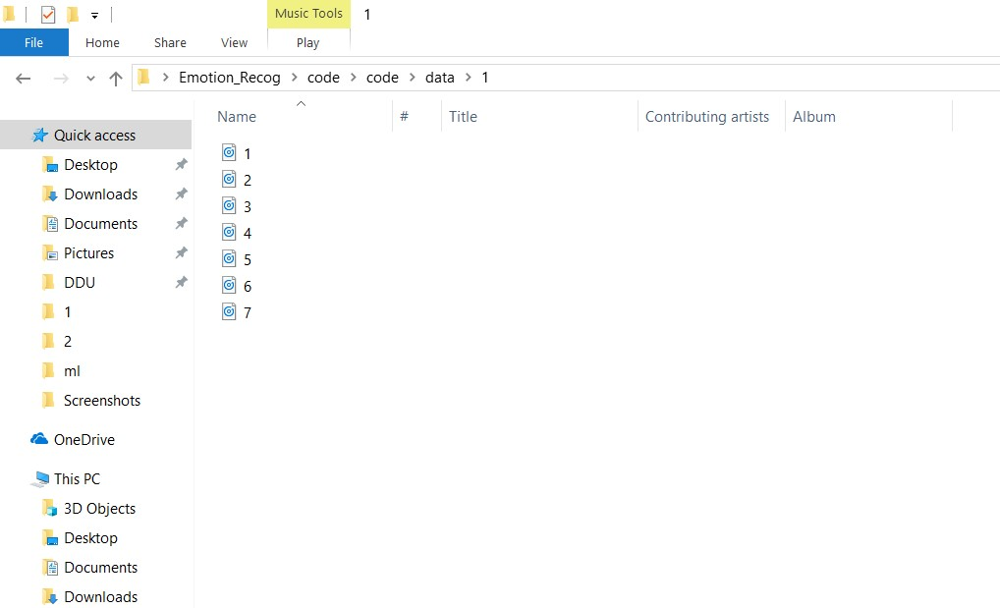 Music Tools 1
File Home Share View Play
Emotion_Recog code code data 1
Name # Title Contributing artists Album
Quick access
Desktop
Downloads
Documents
Pictures
DDU
1
2
ml
Screenshots
OneDrive
This PC
3D Objects
Desktop
Documents
Downloads
1
2
3
4
5
6
7